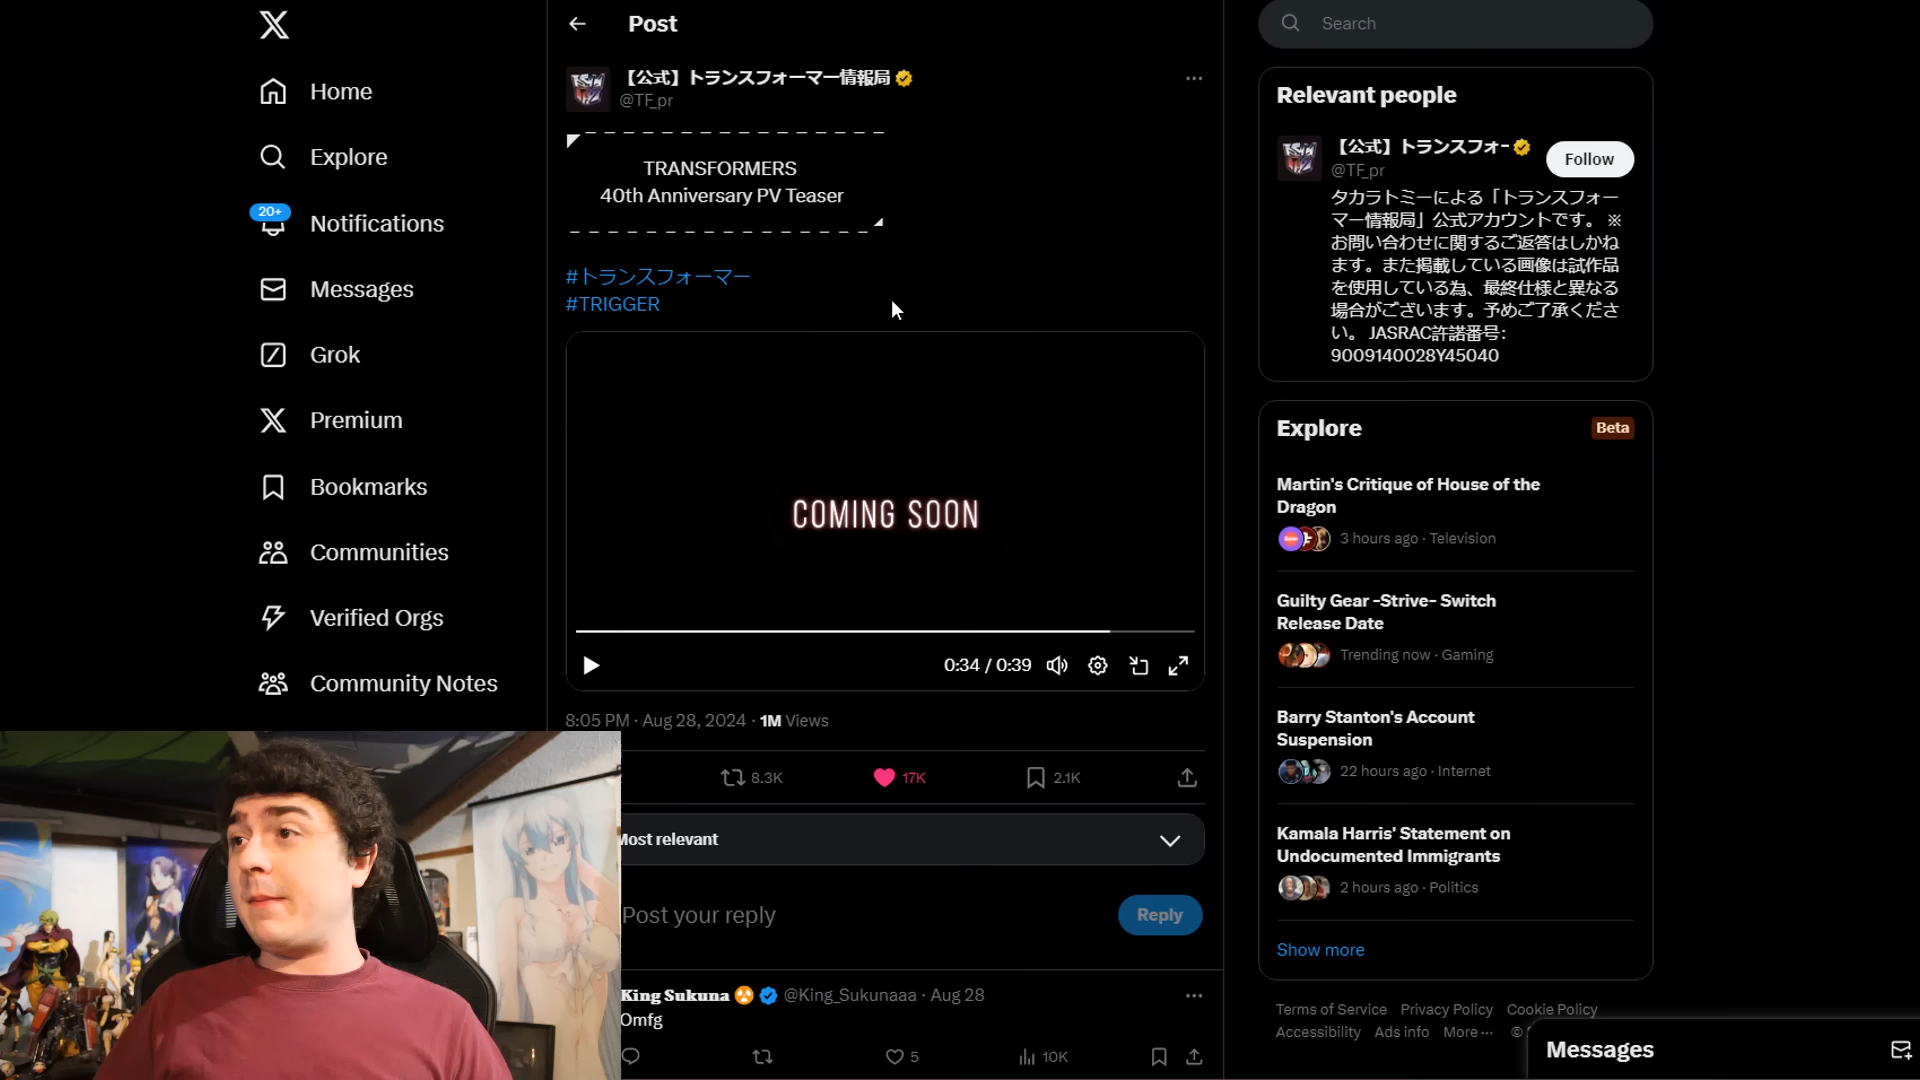 Home
Explore
20+
Notifications
Messages
Grok
Premium
Bookmarks
Communities
Verified Orgs
Community Notes
Post
【公式】トランスフォーマー情報局
@TF_pr
TRANSFORMERS
40th Anniversary PV Teaser
#トランスフォーマー
#TRIGGER
COMING SOON
0:34 / 0:39
8:05 PM · Aug 28, 2024 · 1M Views
8.3K
17K
2.1K
Most relevant
Post your reply
Reply
King Sukuna @King_Sukunaaa · Aug 28
Omfg
5
10K
Search
Relevant people
【公式】トランスフォー
@TF_pr
Follow
タカラトミーによる「トランスフォー
マー情報局」公式アカウントです。 ※
お問い合わせに関するご返答はしかね
ます。また掲載している画像は試作品
を使用している為、最終仕様と異なる
場合がございます。予めご了承くださ
い。 JASRAC許諾番号：
9009140028Y45040
Explore
Beta
Martin's Critique of House of the
Dragon
3 hours ago · Television
Guilty Gear -Strive- Switch
Release Date
Trending now · Gaming
Barry Stanton's Account
Suspension
22 hours ago · Internet
Kamala Harris' Statement on
Undocumented Immigrants
2 hours ago · Politics
Show more
Terms of Service Privacy Policy Cookie Policy
Accessibility Ads info More ··· ©
Messages